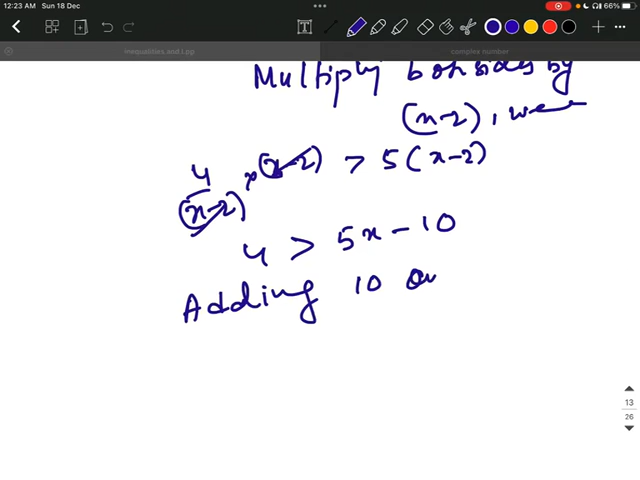 12:23 AM Sun 18 Dec
66%
inequalities and l.pp
complex number
Multiply both sides by
(x-2), we
4/(x-2) × (x-2) > 5(x-2)
4 > 5x - 10
Adding 10 on
13
26